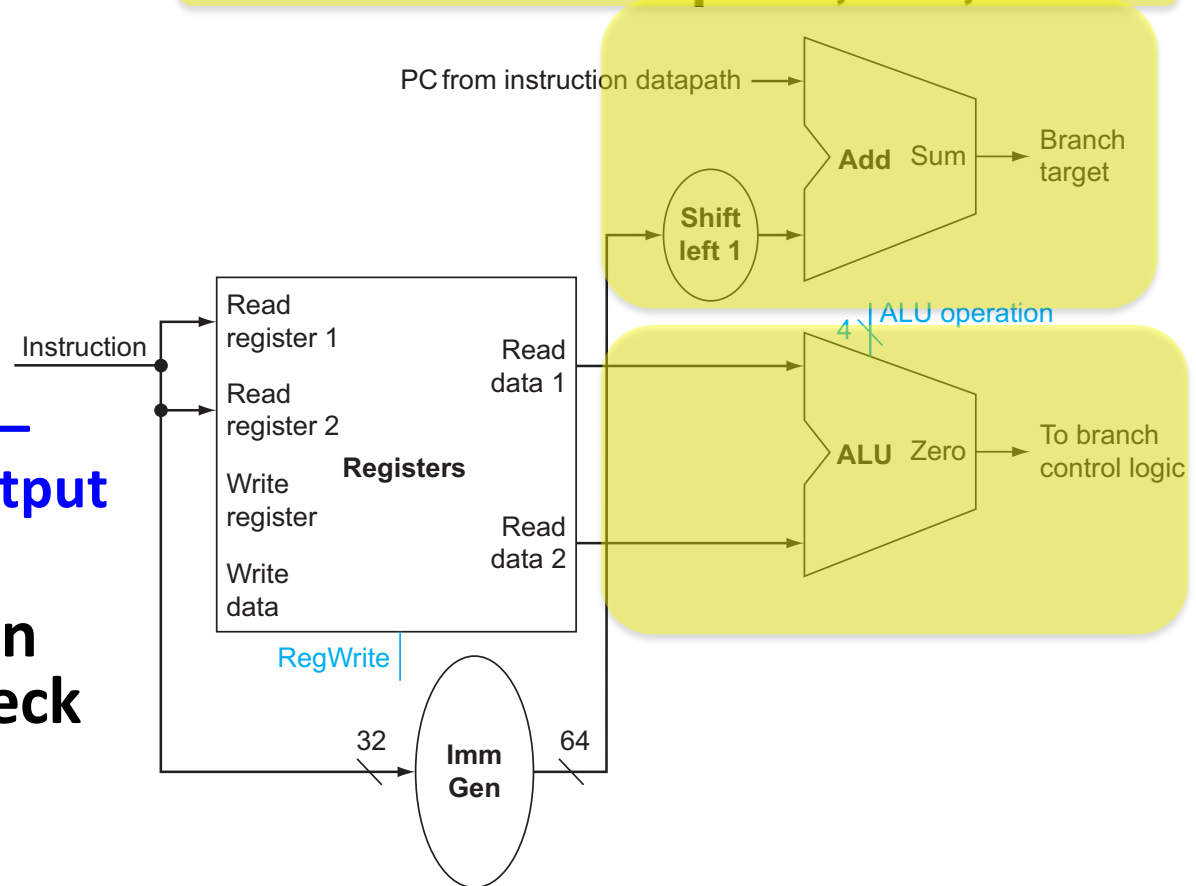 PC from instruction datapath
Add Sum
Branch
target
Shift
left 1
4
ALU operation
Instruction
Read
register 1
Read
data 1
Read
register 2
Registers
Write
register
Read
data 2
Write
data
ALU Zero
To branch
control logic
RegWrite
32
Imm
Gen
64
tput
n
eck